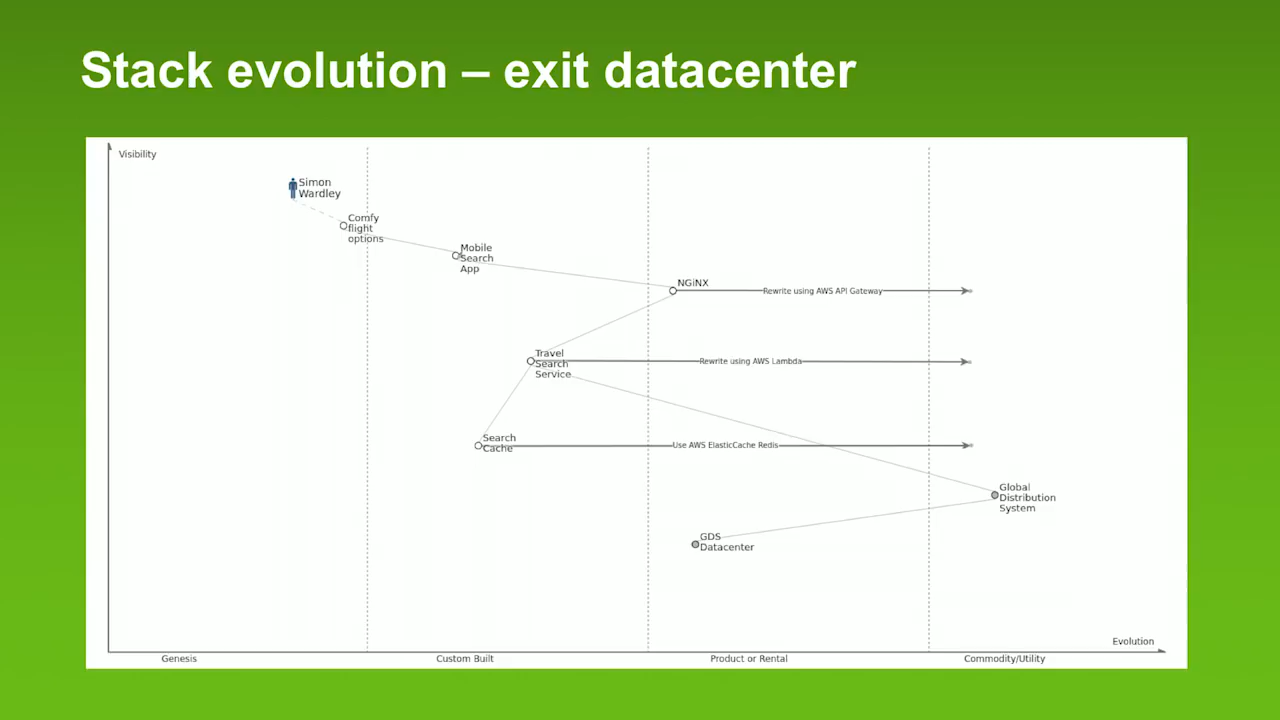 Stack evolution – exit datacenter
Visibility
Simon
Wardley
Comfy
flight
options
Mobile
Search
App
NGiNX
Rewrite using AWS API Gateway
Travel
Search
Service
Rewrite using AWS Lambda
Search
Cache
Use AWS ElasticCache Redis
Global
Distribution
System
GDS
Datacenter
Evolution
Genesis
Custom Built
Product or Rental
Commodity/Utility